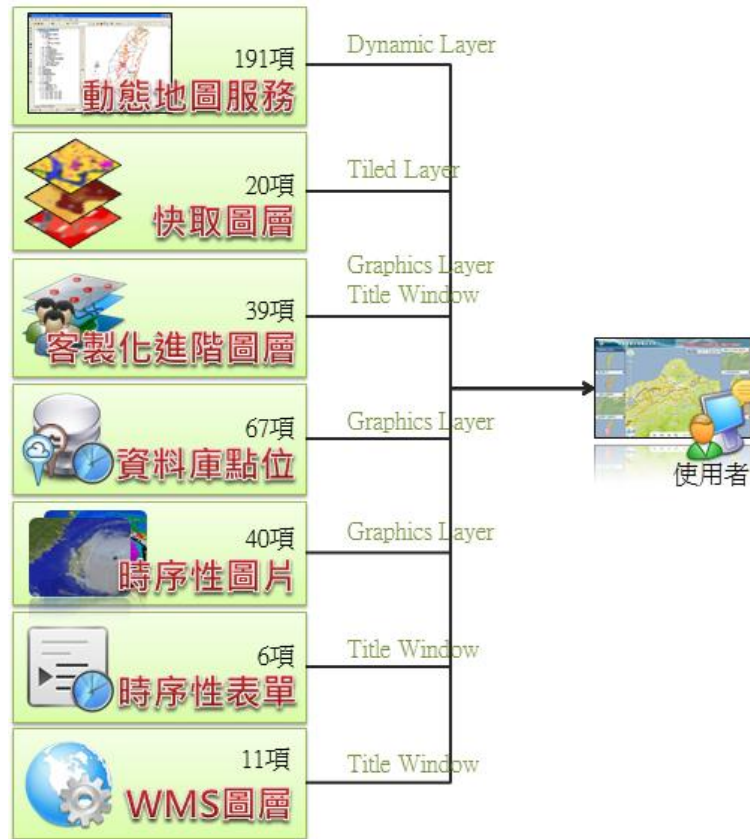 191項
動態地圖服務
Dynamic Layer
20項
快取圖層
Tiled Layer
39項
客製化進階圖層
Graphics Layer
Title Window
67項
資料庫點位
Graphics Layer
40項
時序性圖片
Graphics Layer
6項
時序性表單
Title Window
11項
WMS圖層
Title Window
使用者